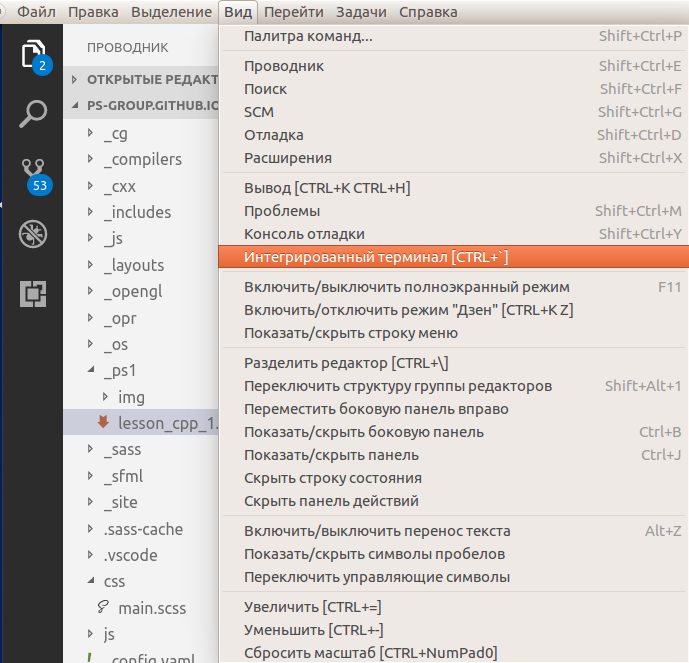 Файл Правка Выделение Вид Перейти Задачи Справка
ПРОВОДНИК
ОТКРЫТЫЕ РЕДАКТ
PS-GROUP.GITHUB.IO
_cg
_compilers
_cxx
_includes
_js
_layouts
_opengl
_opr
_os
_ps1
img
lesson_cpp_1.
_sass
_sfml
_site
.sass-cache
.vscode
css
main.scss
js
_config.yaml
2
53
Палитра команд... Shift+Ctrl+P
Проводник Shift+Ctrl+E
Поиск Shift+Ctrl+F
SCM Shift+Ctrl+G
Отладка Shift+Ctrl+D
Расширения Shift+Ctrl+X
Вывод [CTRL+K CTRL+H]
Проблемы Shift+Ctrl+M
Консоль отладки Shift+Ctrl+Y
Интегрированный терминал [CTRL+`]
Включить/выключить полноэкранный режим F11
Включить/отключить режим "Дзен" [CTRL+K Z]
Показать/скрыть строку меню
Разделить редактор [CTRL+\]
Переключить структуру группы редакторов Shift+Alt+1
Переместить боковую панель вправо
Показать/скрыть боковую панель Ctrl+B
Показать/скрыть панель Ctrl+J
Скрыть строку состояния
Скрыть панель действий
Включить/выключить перенос текста Alt+Z
Показать/скрыть символы пробелов
Переключить управляющие символы
Увеличить [CTRL+=]
Уменьшить [CTRL+-]
Сбросить масштаб [CTRL+NumPad0]